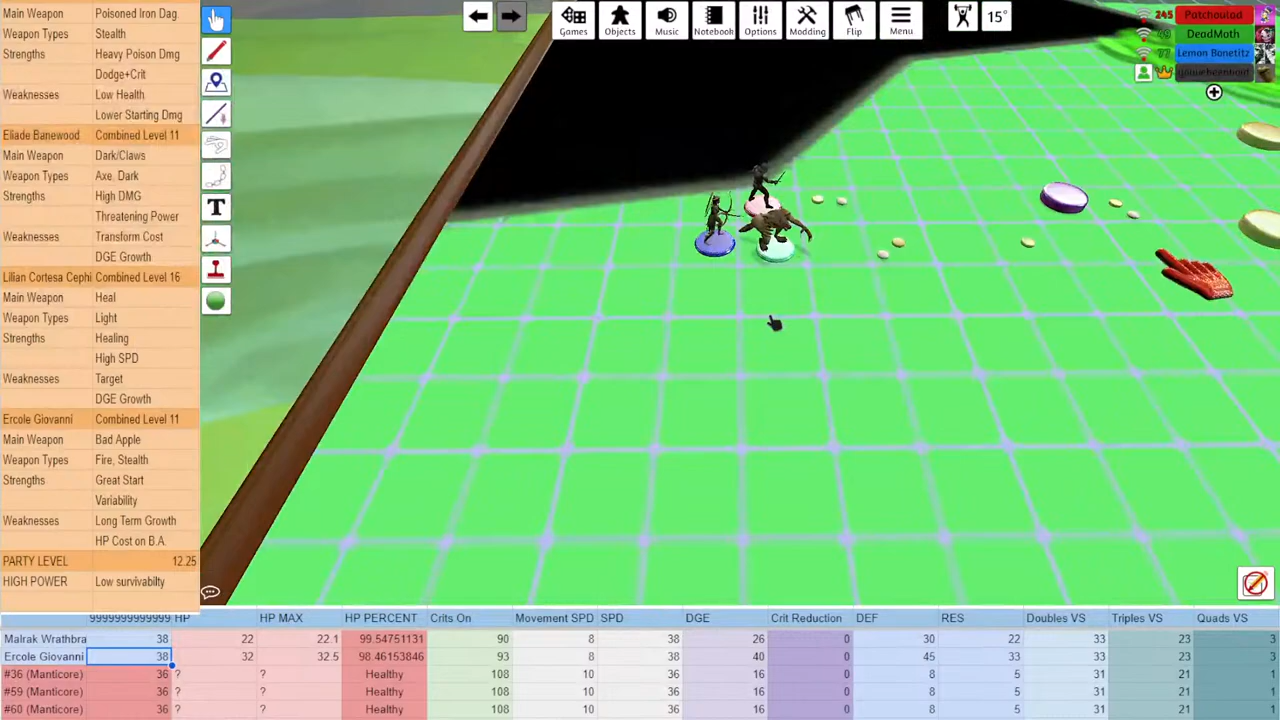 Main Weapon Poisoned Iron Dag.
Weapon Types Stealth
Strengths Heavy Poison Dmg
Dodge+Crit
Weaknesses Low Health
Lower Starting Dmg
Eliade Banewood Combined Level 11
Main Weapon Dark/Claws
Weapon Types Axe. Dark
Strengths High DMG
Threatening Power
Weaknesses Transform Cost
DGE Growth
Lilian Cortesa Cephi Combined Level 16
Main Weapon Heal
Weapon Types Light
Strengths Healing
High SPD
Weaknesses Target
DGE Growth
Ercole Giovanni Combined Level 11
Main Weapon Bad Apple
Weapon Types Fire, Stealth
Strengths Great Start
Variability
Weaknesses Long Term Growth
HP Cost on B.A.
PARTY LEVEL 12.25
HIGH POWER Low survivabilty
T
Games Objects Music Notebook Options Modding Flip Menu 15°
245 Patchoulad
49 DeadMoth
77 Lemon Bonetitz
9999999999999 HP HP MAX HP PERCENT Crits On Movement SPD SPD DGE Crit Reduction DEF RES Doubles VS Triples VS Quads VS
Malrak Wrathbra 38 22 22.1 99.54751131 90 8 38 26 0 30 22 33 23 3
Ercole Giovanni 38 32 32.5 98.46153846 93 8 38 40 0 45 33 33 23 3
#36 (Manticore) 36 ? ? Healthy 108 10 36 16 0 8 5 31 21 1
#59 (Manticore) 36 ? ? Healthy 108 10 36 16 0 8 5 31 21 1
#60 (Manticore) 36 ? ? Healthy 108 10 36 16 0 8 5 31 21 1